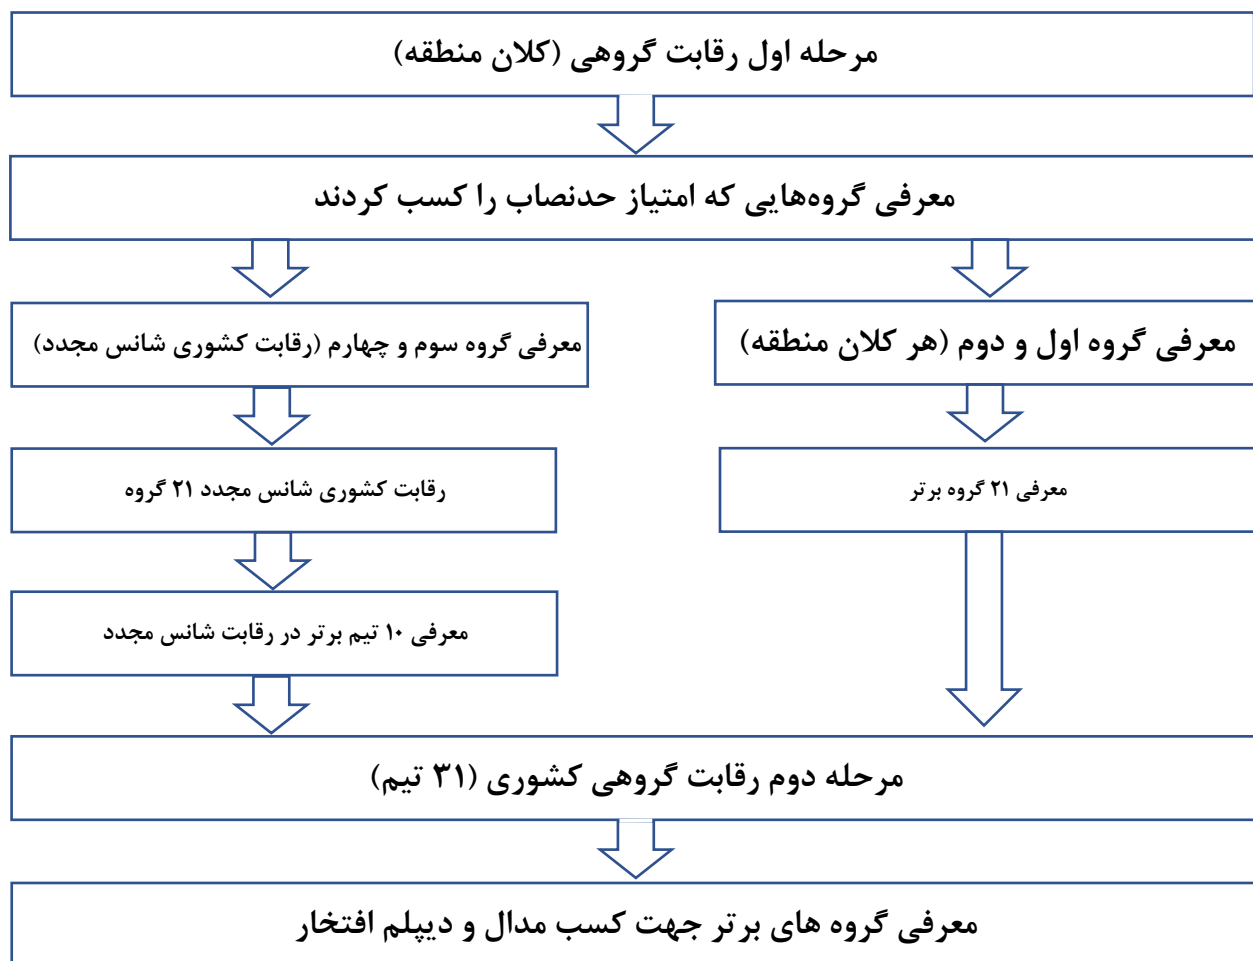 مرحله اول رقابت گروهی (کلان منطقه)
معرفی گروه‌هایی که امتیاز حدنصاب را کسب کردند
معرفی گروه اول و دوم (هر کلان منطقه)
معرفی ۲۱ گروه برتر
معرفی گروه سوم و چهارم (رقابت کشوری شانس مجدد)
رقابت کشوری شانس مجدد ۲۱ گروه
معرفی ۱۰ تیم برتر در رقابت شانس مجدد
مرحله دوم رقابت گروهی کشوری (۳۱ تیم)
معرفی گروه های برتر جهت کسب مدال و دیپلم افتخار